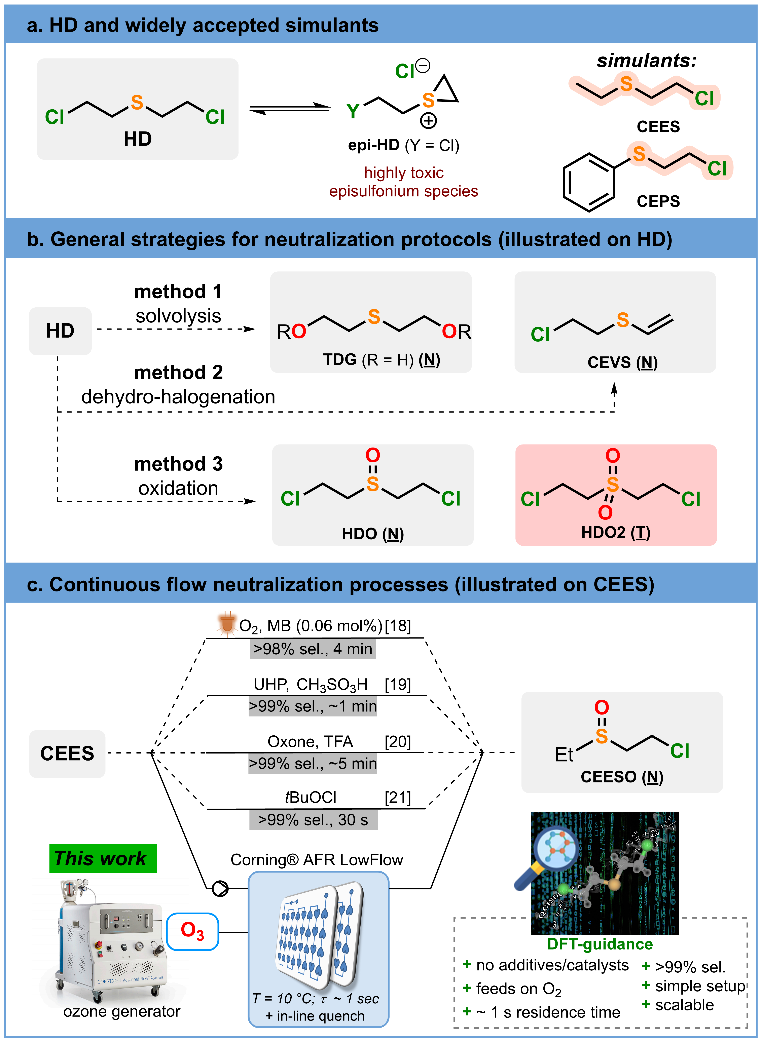 a. HD and widely accepted simulants
Cl S Cl
HD
Cl⊖
Y S
⊕
epi-HD (Y = Cl)
highly toxic
episulfonium species
simulants:
S Cl
CEES
S Cl
CEPS
b. General strategies for neutralization protocols (illustrated on HD)
HD
method 1
solvolysis
RO S OR
TDG (R = H) (N)
Cl S
CEVS (N)
method 2
dehydro-halogenation
method 3
oxidation
O
Cl S Cl
HDO (N)
O
Cl S Cl
O
HDO2 (T)
c. Continuous flow neutralization processes (illustrated on CEES)
CEES
O2, MB (0.06 mol%) [18]
>98% sel., 4 min
UHP, CH3SO3H [19]
>99% sel., ~1 min
Oxone, TFA [20]
>99% sel., ~5 min
tBuOCl [21]
>99% sel., 30 s
O
Et S Cl
CEESO (N)
This work
ozone generator
O3
Corning® AFR LowFlow
T = 10 °C; τ ~ 1 sec
+ in-line quench
DFT-guidance
+ no additives/catalysts
+ feeds on O2
+ ~ 1 s residence time
+ >99% sel.
+ simple setup
+ scalable